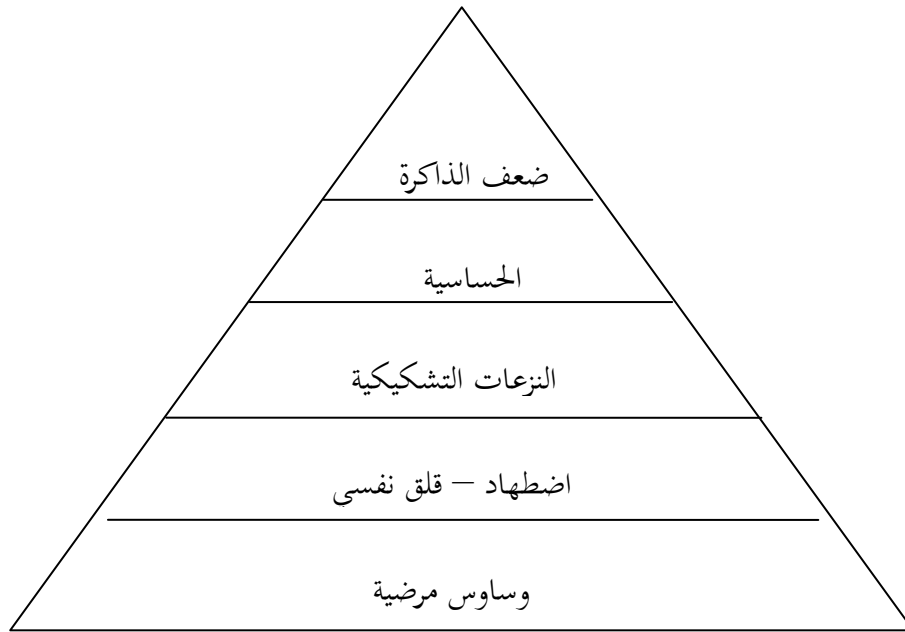 ضعف الذاكرة
الحساسية
النزعات التشكيكية
اضطهاد – قلق نفسي
وساوس مرضية